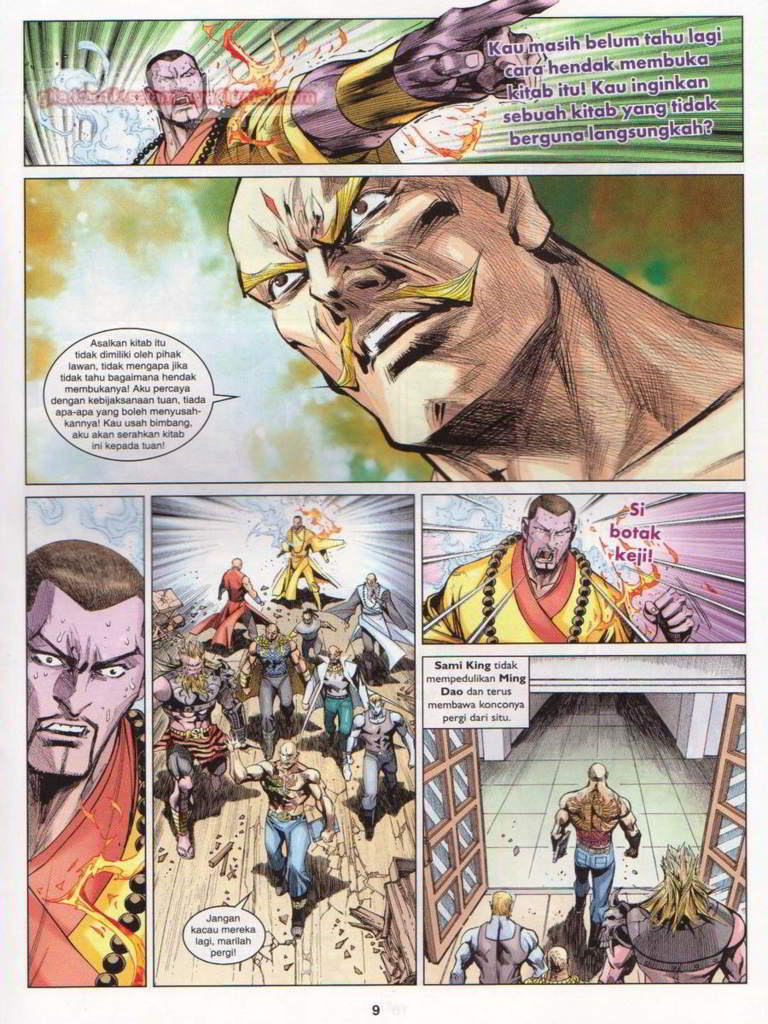 Kau masih belum tahu lagi
cara hendak membuka
kitab itu! Kau inginkan
sebuah kitab yang tidak
berguna langsungkah?
Asalkan kitab itu
tidak dimiliki oleh pihak
lawan, tidak mengapa jika
tidak tahu bagaimana hendak
membukanya! Aku percaya
dengan kebijaksanaan tuan, tiada
apa-apa yang boleh menyusah-
kannya! Kau usah bimbang,
aku akan serahkan kitab
ini kepada tuan!
Jangan
kacau mereka
lagi, marilah
pergi!
Si
botak
keji!
Sami King tidak
mempedulikan Ming
Dao dan terus
membawa konconya
pergi dari situ.
9